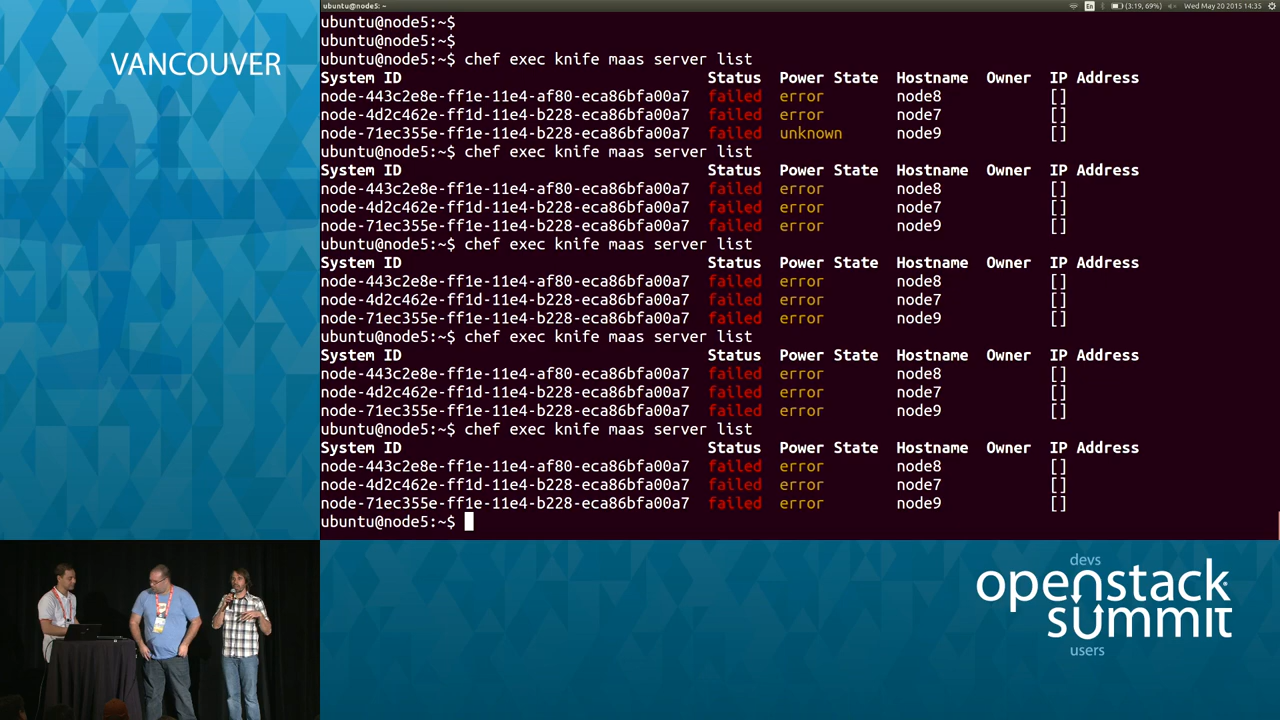 VANCOUVER
ubuntu@node5: ~
En
(3:19, 69%)
Wed May 20 2015 14:35
ubuntu@node5:~$
ubuntu@node5:~$
ubuntu@node5:~$ chef exec knife maas server list
System ID Status Power State Hostname Owner IP Address
node-443c2e8e-ff1e-11e4-af80-eca86bfa00a7 failed error node8 []
node-4d2c462e-ff1d-11e4-b228-eca86bfa00a7 failed error node7 []
node-71ec355e-ff1e-11e4-b228-eca86bfa00a7 failed unknown node9 []
ubuntu@node5:~$ chef exec knife maas server list
System ID Status Power State Hostname Owner IP Address
node-443c2e8e-ff1e-11e4-af80-eca86bfa00a7 failed error node8 []
node-4d2c462e-ff1d-11e4-b228-eca86bfa00a7 failed error node7 []
node-71ec355e-ff1e-11e4-b228-eca86bfa00a7 failed error node9 []
ubuntu@node5:~$ chef exec knife maas server list
System ID Status Power State Hostname Owner IP Address
node-443c2e8e-ff1e-11e4-af80-eca86bfa00a7 failed error node8 []
node-4d2c462e-ff1d-11e4-b228-eca86bfa00a7 failed error node7 []
node-71ec355e-ff1e-11e4-b228-eca86bfa00a7 failed error node9 []
ubuntu@node5:~$ chef exec knife maas server list
System ID Status Power State Hostname Owner IP Address
node-443c2e8e-ff1e-11e4-af80-eca86bfa00a7 failed error node8 []
node-4d2c462e-ff1d-11e4-b228-eca86bfa00a7 failed error node7 []
node-71ec355e-ff1e-11e4-b228-eca86bfa00a7 failed error node9 []
ubuntu@node5:~$ chef exec knife maas server list
System ID Status Power State Hostname Owner IP Address
node-443c2e8e-ff1e-11e4-af80-eca86bfa00a7 failed error node8 []
node-4d2c462e-ff1d-11e4-b228-eca86bfa00a7 failed error node7 []
node-71ec355e-ff1e-11e4-b228-eca86bfa00a7 failed error node9 []
ubuntu@node5:~$
devs
openstack
summit
users